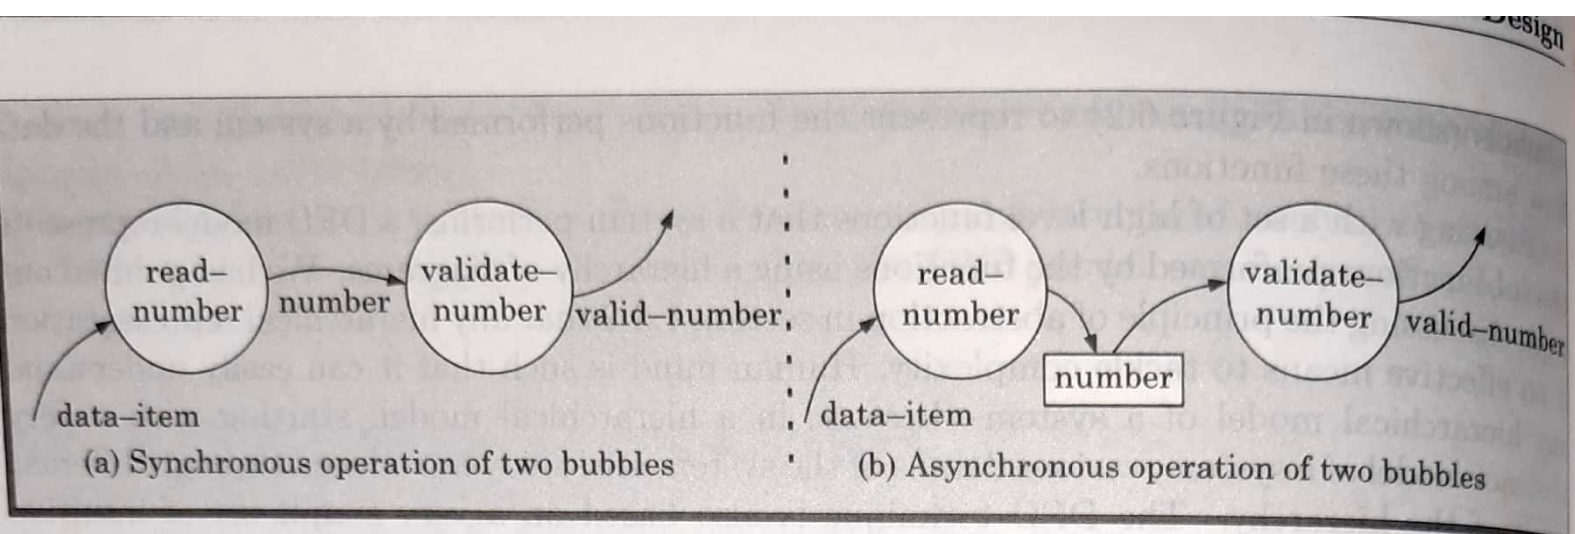 Design
read–
number
number
validate–
number
valid–number
data–item
(a) Synchronous operation of two bubbles
read–
number
number
validate–
number
valid–number
data–item
(b) Asynchronous operation of two bubbles